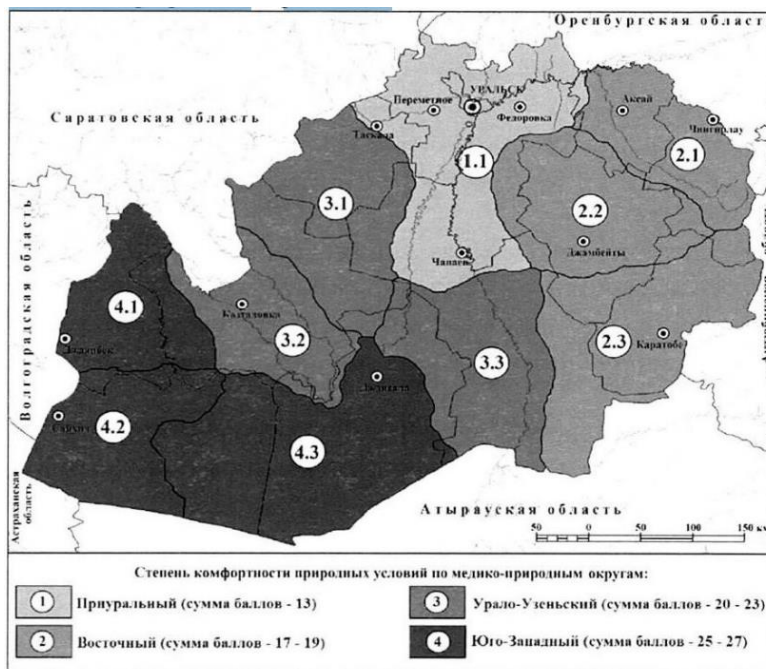 Оренбургская област
Саратовская область
УРАЛЬСК
Переметное
Федоровка
Аксай
Чингирлау
Таскала
1.1
2.1
3.1
2.2
Джамбейты
Чапаев
Волгоградская область
4.1
Казталовка
3.2
3.3
2.3
Каратобе
Жалпактал
4.2
Сайхин
4.3
Астраханская
область
Атырауская область
50 0 50 100 150 км
Степень комфортности природных условий по медико-природным округам:
1 Приуральный (сумма баллов - 13)
3 Урало-Узеньский (сумма баллов - 20 - 23)
2 Восточный (сумма баллов - 17 - 19)
4 Юго-Западный (сумма баллов - 25 - 27)